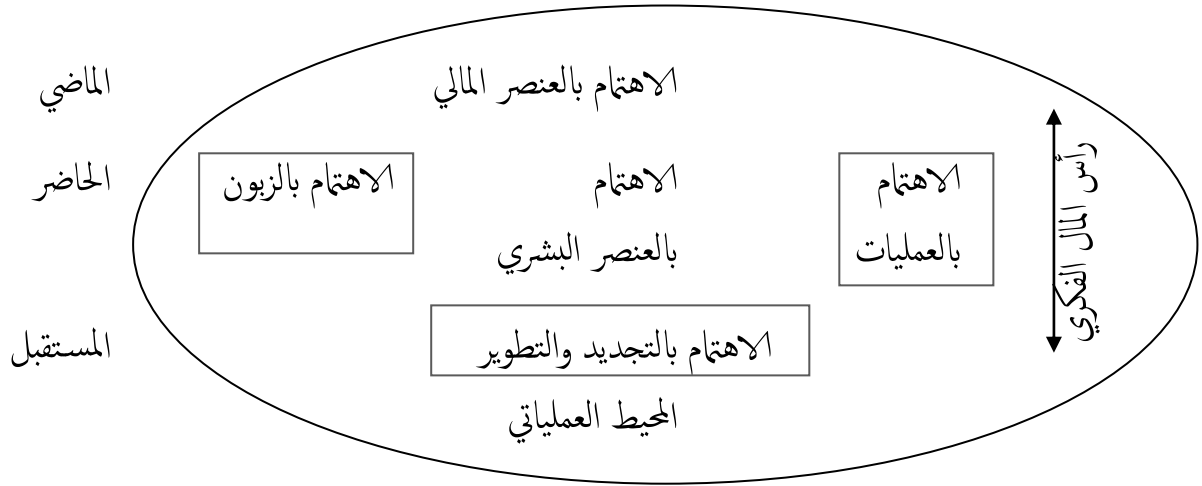 الاهتمام بالعنصر المالي
الماضي
الاهتمام
بالعمليات
الاهتمام
بالعنصر البشري
الاهتمام بالزبون
الحاضر
رأس المال الفكري
الاهتمام بالتجديد والتطوير
المستقبل
المحيط العملياتي